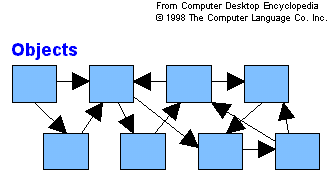 From Computer Desktop Encyclopedia
© 1998 The Computer Language Co. Inc.
Objects